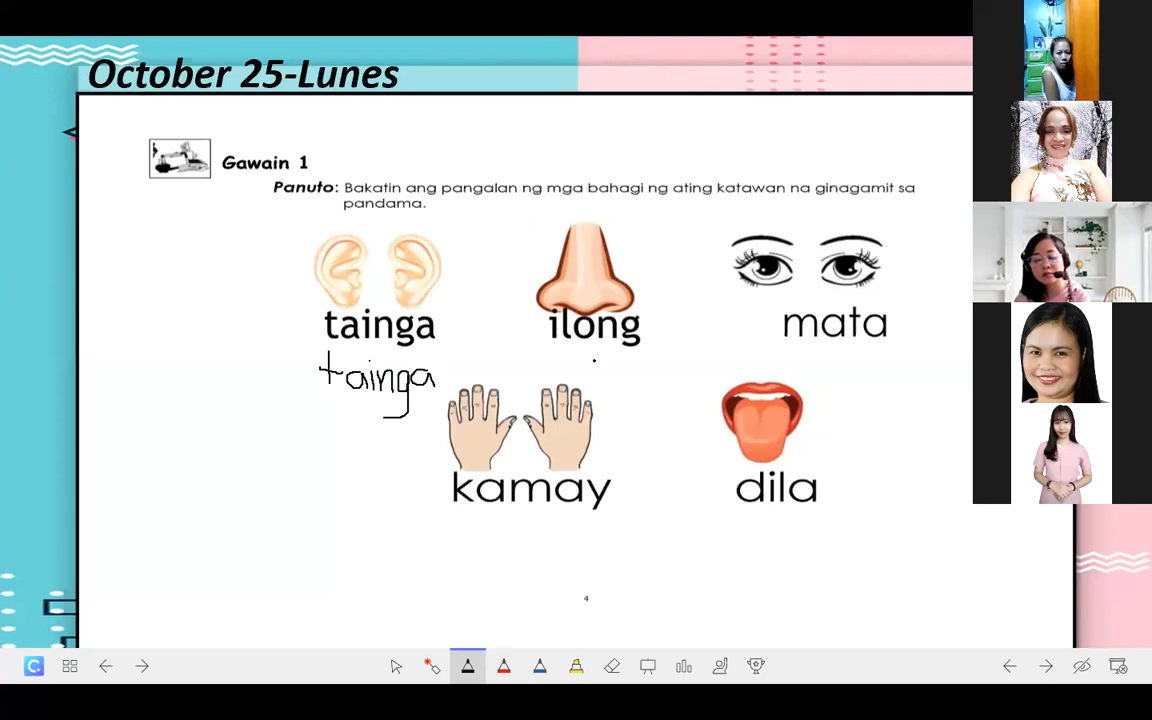 October 25-Lunes
Gawain 1
Panuto: Bakatin ang pangalan ng mga bahagi ng ating katawan na ginagamit sa
pandama.
tainga
ilong
mata
tainga
kamay
dila
4
C